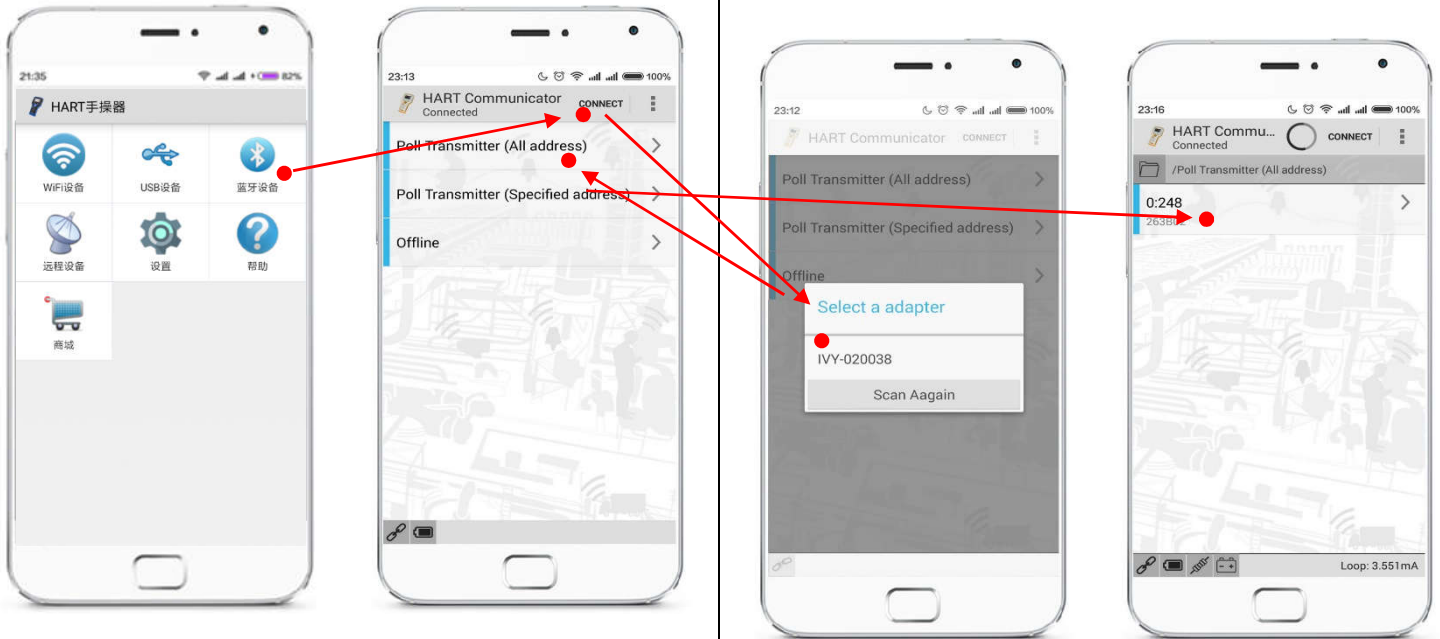 21:35
82%
HART手操器
WiFi设备
USB设备
蓝牙设备
远程设备
设置
帮助
商城
23:13
100%
HART Communicator
Connected
CONNECT
Poll Transmitter (All address)
Poll Transmitter (Specified address)
Offline
23:12
100%
HART Communicator
CONNECT
Poll Transmitter (All address)
Poll Transmitter (Specified address)
Offline
Select a adapter
IVY-020038
Scan Aagain
23:16
100%
HART Commu...
Connected
CONNECT
/Poll Transmitter (All address)
0:248
Loop: 3.551mA